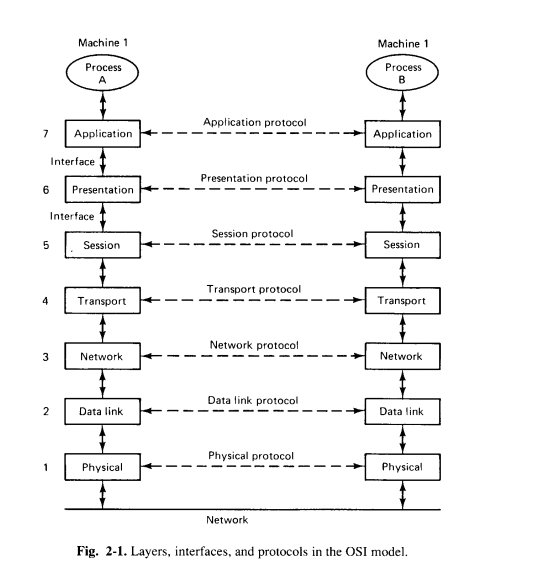 Machine 1
Machine 1
Process
A
Process
B
7
Application
Application protocol
Application
Interface
6
Presentation
Presentation protocol
Presentation
Interface
5
Session
Session protocol
Session
4
Transport
Transport protocol
Transport
3
Network
Network protocol
Network
2
Data link
Data link protocol
Data link
1
Physical
Physical protocol
Physical
Network
Fig. 2-1. Layers, interfaces, and protocols in the OSI model.